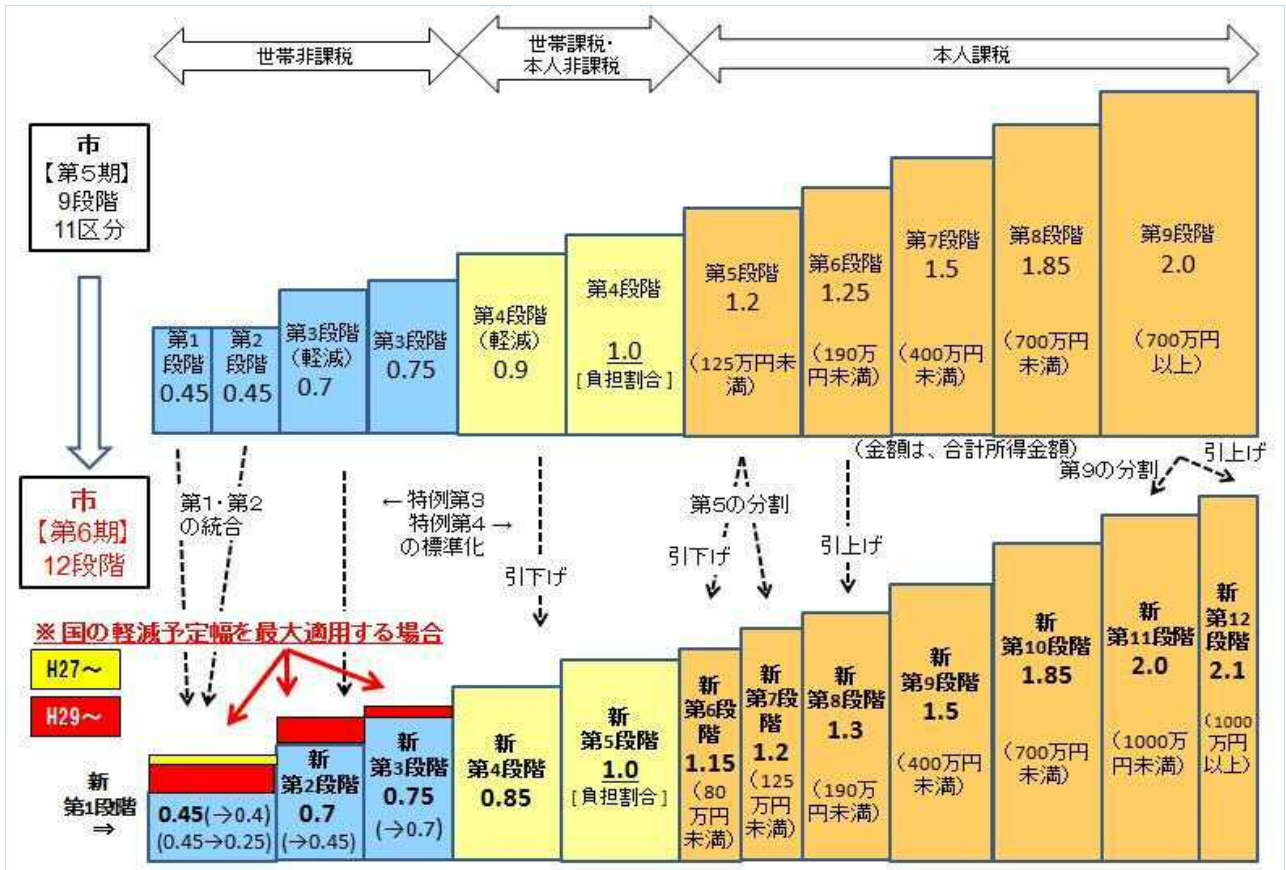 世帯非課税
世帯課税・
本人非課税
本人課税
市
【第5期】
9段階
11区分
第1
段階
0.45
第2
段階
0.45
第3段階
（軽減）
0.7
第3段階
0.75
第4段階
（軽減）
0.9
第4段階
1.0
[負担割合]
第5段階
1.2
（125万円未
満）
第6段階
1.25
（190万
円未満）
第7段階
1.5
（400万円
未満）
第8段階
1.85
（700万円
未満）
第9段階
2.0
（700万円
以上）
（金額は、合計所得金額）
市
【第6期】
12段階
第1・第2
の統合
←特例第3
特例第4→
の標準化
引下げ
第5の分割
引下げ
引上げ
第9の分割
引上げ
※国の軽減予定幅を最大適用する場合
H27～
H29～
新
第1段階
⇒
0.45(→0.4)
(0.45→0.25)
新
第2段階
0.7
(→0.45)
新
第3段階
0.75
(→0.7)
新
第4段階
0.85
新
第5段階
1.0
[負担割合]
新
第6段
階
1.15
（80
万円
未満）
新
第7段
階
1.2
（125
万円
未満）
新
第8段階
1.3
（190万
円未満）
新
第9段階
1.5
（400万円
未満）
新
第10段階
1.85
（700万
円未満）
新
第11段階
2.0
（1000万
円未満）
新
第12
段階
2.1
（1000
万円
以上）